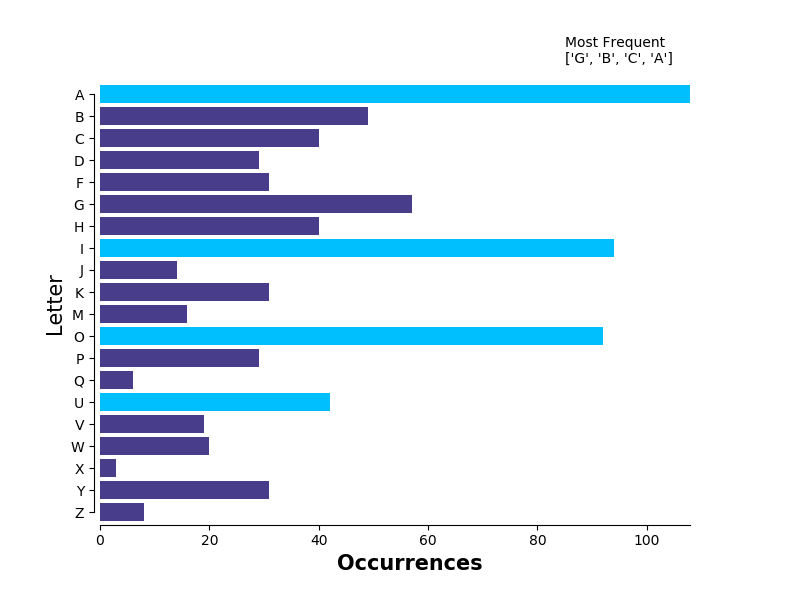 Most Frequent
['G', 'B', 'C', 'A']
A
B
C
D
F
G
H
I
J
K
M
O
P
Q
U
V
W
X
Y
Z
Letter
0 20 40 60 80 100
Occurrences